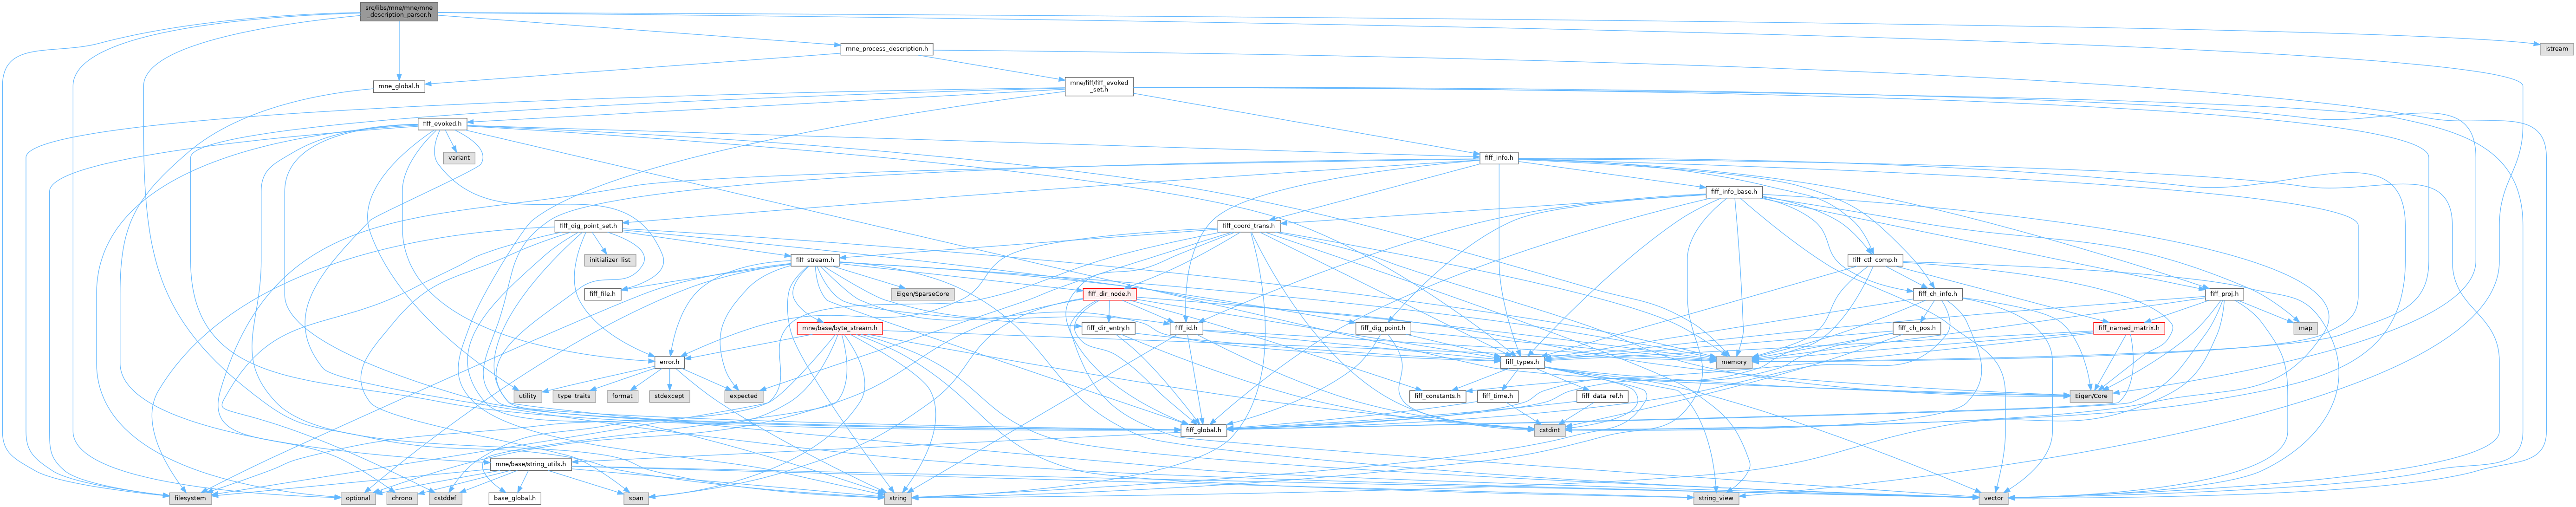 src/libs/mne/mne/mne
_description_parser.h
mne_process_description.h
istream
mne_global.h
mne/fiff/fiff_evoked
_set.h
fiff_evoked.h
variant
fiff_info.h
fiff_info_base.h
fiff_dig_point_set.h
fiff_coord_trans.h
initializer_list
fiff_stream.h
fiff_ctf_comp.h
fiff_file.h
Eigen/SparseCore
fiff_dir_node.h
fiff_ch_info.h
fiff_proj.h
mne/base/byte_stream.h
fiff_dir_entry.h
fiff_id.h
fiff_dig_point.h
fiff_ch_pos.h
fiff_named_matrix.h
map
error.h
fiff_types.h
memory
utility
type_traits
format
stdexcept
expected
fiff_constants.h
fiff_time.h
fiff_data_ref.h
Eigen/Core
fiff_global.h
cstdint
mne/base/string_utils.h
filesystem
optional
chrono
cstddef
base_global.h
span
string
string_view
vector